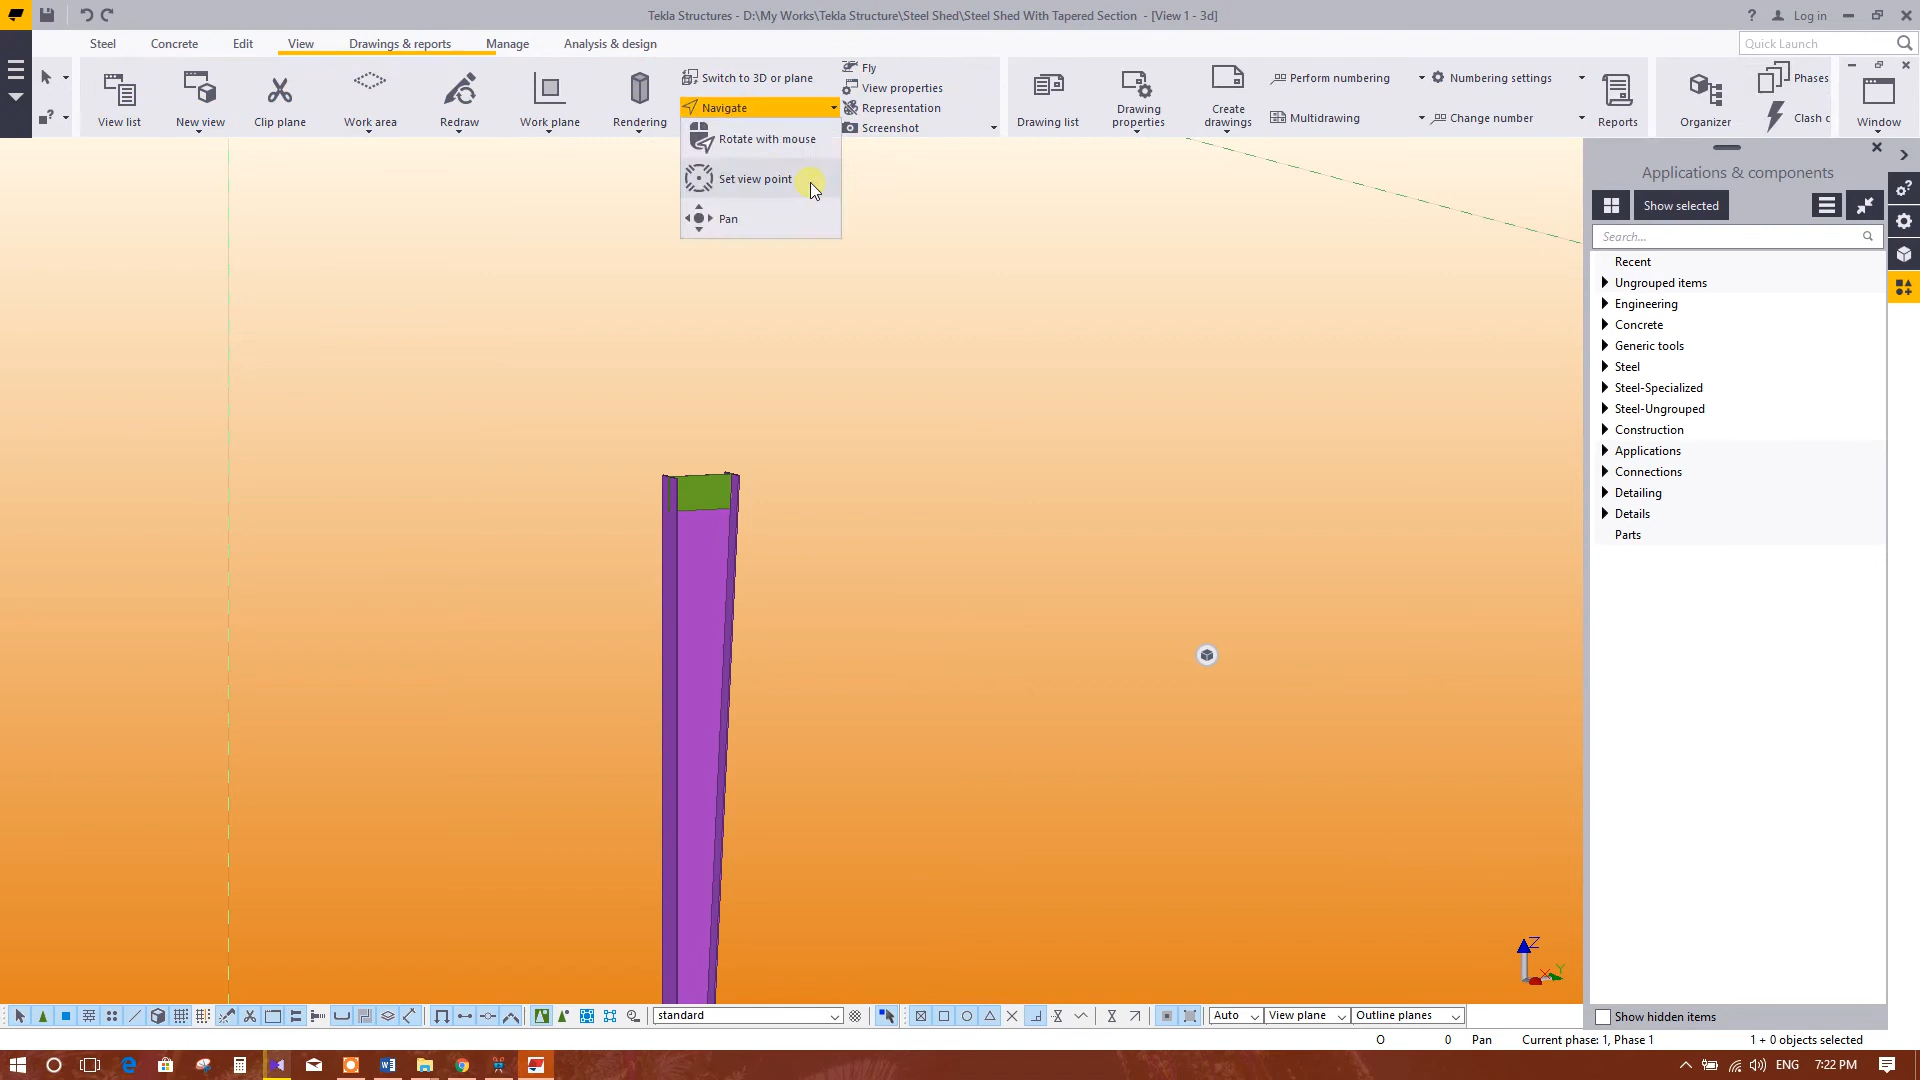 Tekla Structures - D:\My Works\Tekla Structure\Steel Shed\Steel Shed With Tapered Section - [View 1 - 3d]
? Log in
Steel Concrete Edit View Drawings & reports Manage Analysis & design
Quick Launch
View list
New view
Clip plane
Work area
Redraw
Work plane
Rendering
Switch to 3D or plane
Navigate
Rotate with mouse
Set view point
Pan
Fly
View properties
Representation
Screenshot
Drawing list
Drawing properties
Create drawings
Perform numbering
Multidrawing
Numbering settings
Change number
Reports
Organizer
Phases
Clash c
Window
Applications & components
Show selected
Search...
Recent
Ungrouped items
Engineering
Concrete
Generic tools
Steel
Steel-Specialized
Steel-Ungrouped
Construction
Applications
Connections
Detailing
Details
Parts
Show hidden items
Z
X
Y
standard
Auto
View plane
Outline planes
O 0 Pan Current phase: 1, Phase 1 1 + 0 objects selected
ENG 7:22 PM